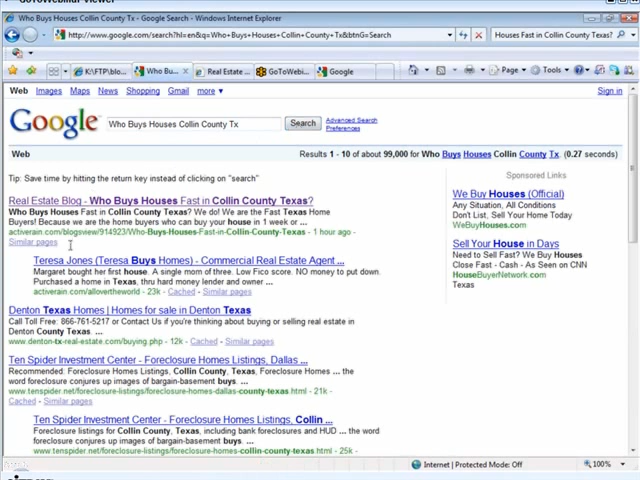 Who Buys Houses Collin County Tx - Google Search - Windows Internet Explorer
http://www.google.com/search?hl=en&q=Who+Buys+Houses+Collin+County+Tx&btnG=Search
Houses Fast in Collin County Texas?
K:\FTP\blo... Who Bu... Real Estate ... GoToWebi... Google Page Tools
Web Images Maps News Shopping Gmail more Sign in
Google Who Buys Houses Collin County Tx Search Advanced Search
Preferences
Web Results 1 - 10 of about 99,000 for Who Buys Houses Collin County Tx. (0.27 seconds)
Tip: Save time by hitting the return key instead of clicking on "search"
Real Estate Blog - Who Buys Houses Fast in Collin County Texas?
Who Buys Houses Fast in Collin County Texas? We do! We are the Fast Texas Home
Buyers! Because we are the home buyers who can buy your house in 1 week or ...
activerain.com/blogsview/914923/Who-Buys-Houses-Fast-in-Collin-County-Texas - 1 hour ago -
Similar pages
Teresa Jones (Teresa Buys Homes) - Commercial Real Estate Agent ...
Margaret bought her first house. A single mom of three. Low Fico score. NO money to put down.
Purchased a home in Texas, thru hard money lender and owner ...
activerain.com/allovertheworld - 23k - Cached - Similar pages
Denton Texas Homes | Homes for sale in Denton Texas
Call Toll Free: 866-761-5217 or Contact Us if you're thinking about buying or selling real estate in
Denton County Texas. ...
www.denton-tx-real-estate.com/buying.php - 12k - Cached - Similar pages
Ten Spider Investment Center - Foreclosure Homes Listings, Dallas ...
Recommended: Foreclosure Homes Listings, Collin County, Texas, Foreclosure Homes ... the
word foreclosure conjures up images of bargain-basement buys. ...
www.tenspider.net/foreclosure-listings/foreclosure-homes-dallas-county-texas.html - 21k -
Cached - Similar pages
Ten Spider Investment Center - Foreclosure Homes Listings, Collin ...
Foreclosure listings for Collin County, Texas, including bank foreclosures and HUD ... the word
foreclosure conjures up images of bargain-basement buys. ...
www.tenspider.net/foreclosure-listings/foreclosure-homes-collin-county-texas.html - 25k -
Sponsored Links
We Buy Houses (Official)
Any Situation, All Conditions
Don't List, Sell Your Home Today
WeBuyHouses.com
Sell Your House in Days
Need to Sell Fast? We Buy Houses
Close Fast - Cash - As Seen on CNN
HouseBuyerNetwork.com
Texas
Internet | Protected Mode: Off 100%